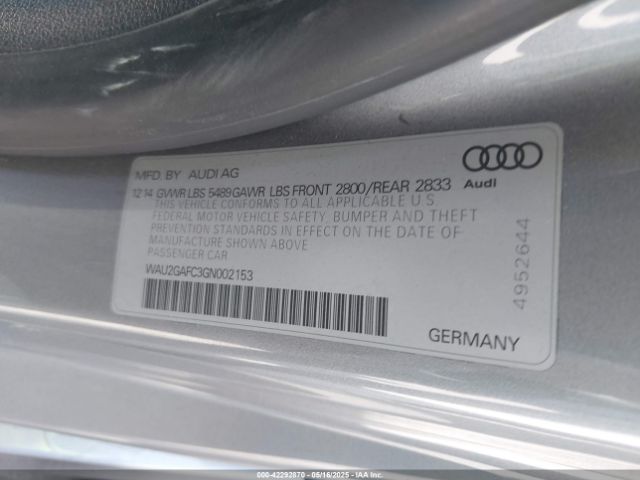 MFD. BY AUDI AG
12.14 GVWR LBS 5489 GAWR LBS FRONT 2800/REAR 2833
THIS VEHICLE CONFORMS TO ALL APPLICABLE U.S.
FEDERAL MOTOR VEHICLE SAFETY, BUMPER AND THEFT
PREVENTION STANDARDS IN EFFECT ON THE DATE OF
MANUFACTURE SHOWN ABOVE
PASSENGER CAR
WAU2GAFC3GN002153
Audi
4952644
GERMANY
000-42292870 - 05/16/2025 - IAAI.COM